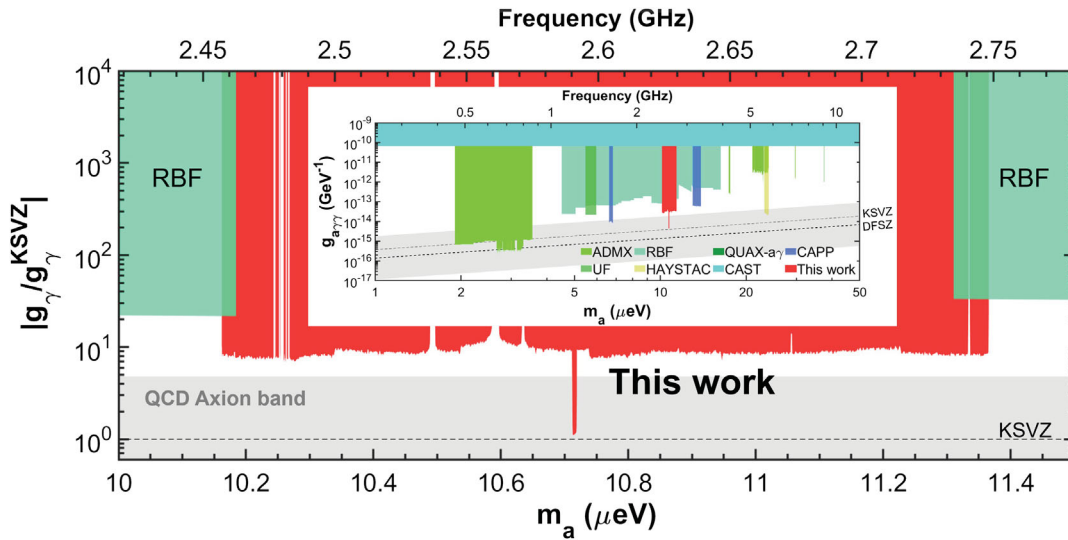 Frequency (GHz)
2.45 2.5 2.55 2.6 2.65 2.7 2.75
10^4
10^3
10^2
10^1
10^0
|g_γ/g_γ^KSVZ|
RBF
RBF
Frequency (GHz)
0.5 1 2 5 10
10^-9
10^-10
10^-11
10^-12
10^-13
10^-14
10^-15
10^-16
10^-17
g_aγγ (GeV^-1)
KSVZ
DFSZ
ADMX RBF QUAX-aγ CAPP
UF HAYSTAC CAST This work
1 2 5 10 20 50
m_a (μeV)
This work
QCD Axion band
KSVZ
10 10.2 10.4 10.6 10.8 11 11.2 11.4
m_a (μeV)